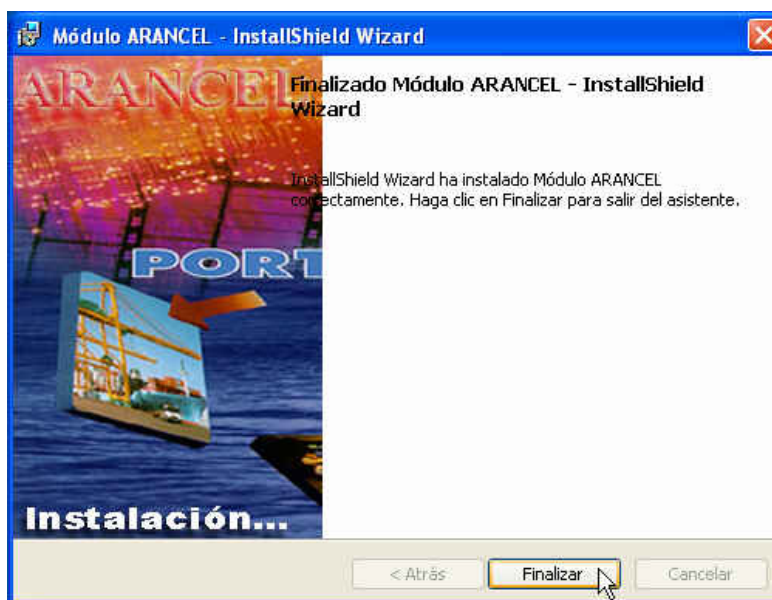 Módulo ARANCEL - InstallShield Wizard
ARANCEL
Finalizado Módulo ARANCEL - InstallShield
Wizard
InstallShield Wizard ha instalado Módulo ARANCEL
correctamente. Haga clic en Finalizar para salir del asistente.
PORT
Instalación...
< Atrás
Finalizar
Cancelar